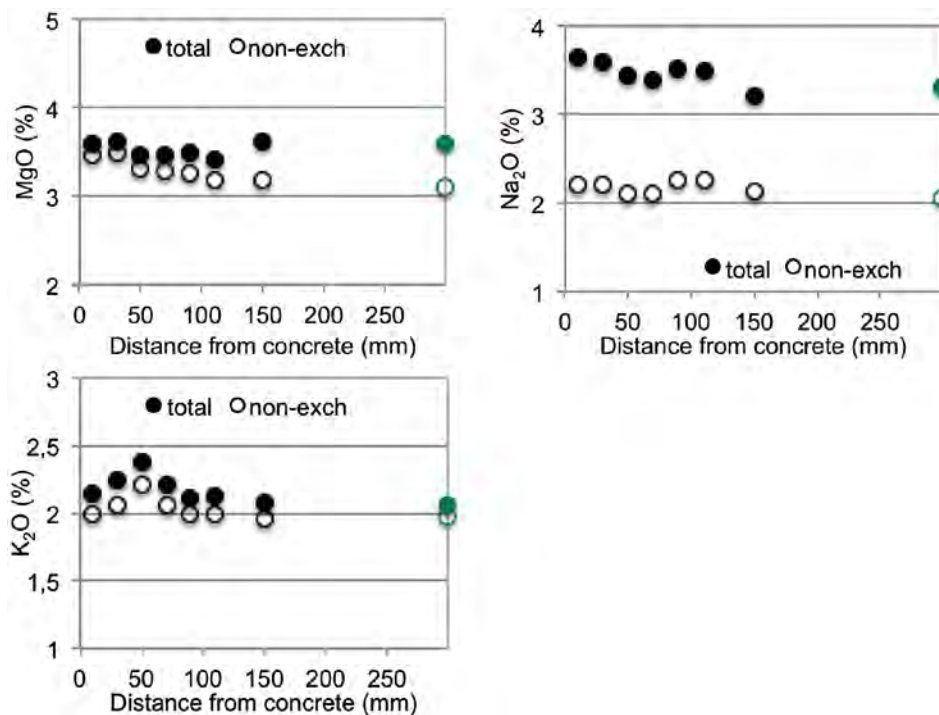 5
4
3
2
MgO (%)
●total ○non-exch
0 50 100 150 200 250
Distance from concrete (mm)
4
3
2
1
Na₂O (%)
●total ○non-exch
0 50 100 150 200 250
Distance from concrete (mm)
3
2,5
2
1,5
1
K₂O (%)
●total ○non-exch
0 50 100 150 200 250
Distance from concrete (mm)